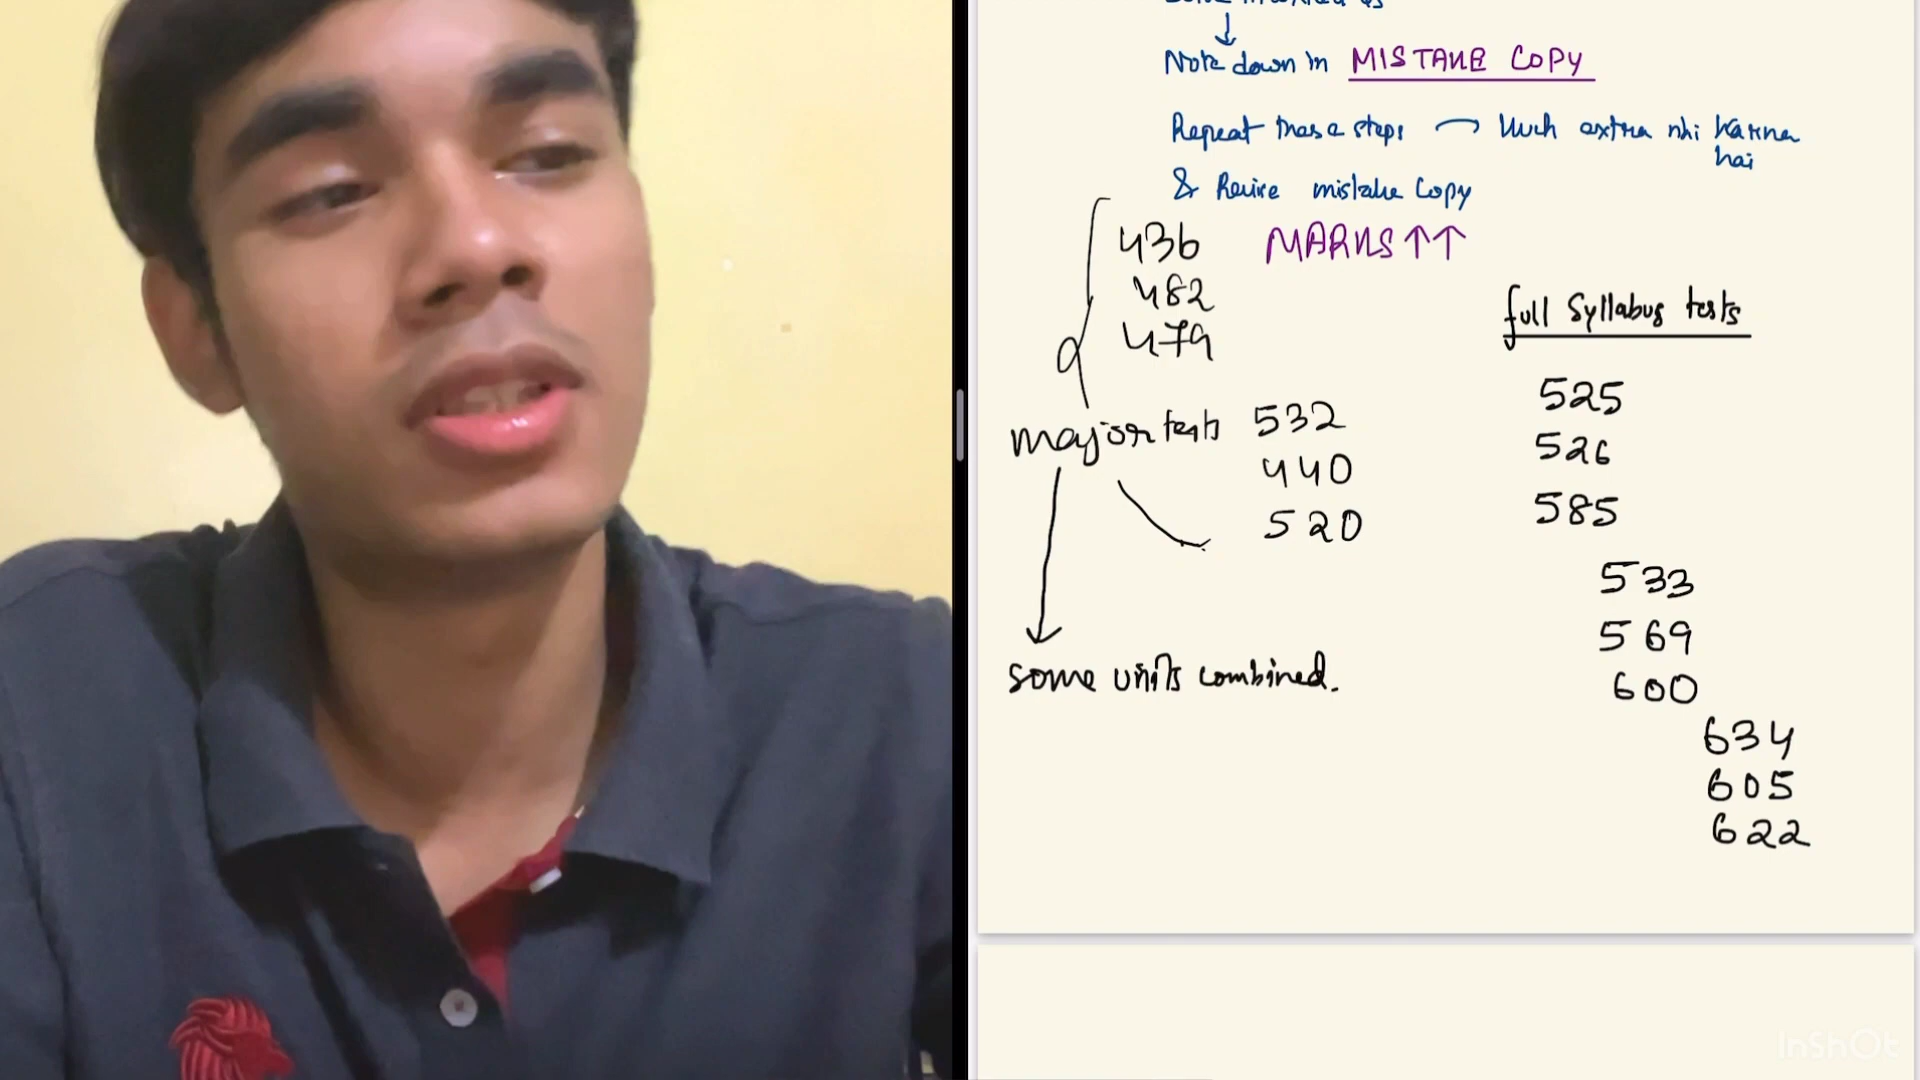 Note down in MISTAKE COPY
Repeat these steps → Kuch extra nhi karna
hai
& Revise mistake copy
436 MARKS ↑↑
482
479
full syllabus tests
major tests
532
440
520
525
526
585
533
569
600
634
605
622
some units combined.
InShOt